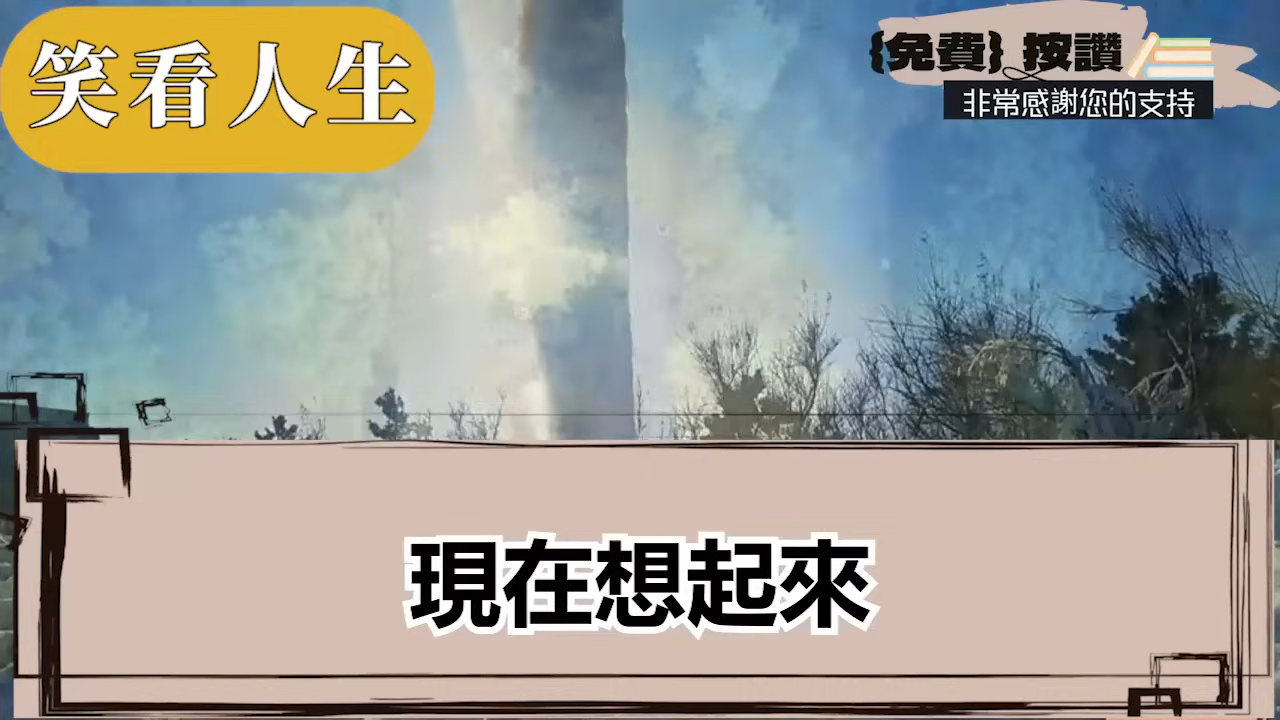 笑看人生
{免費} 按讚
非常感謝您的支持
現在想起來